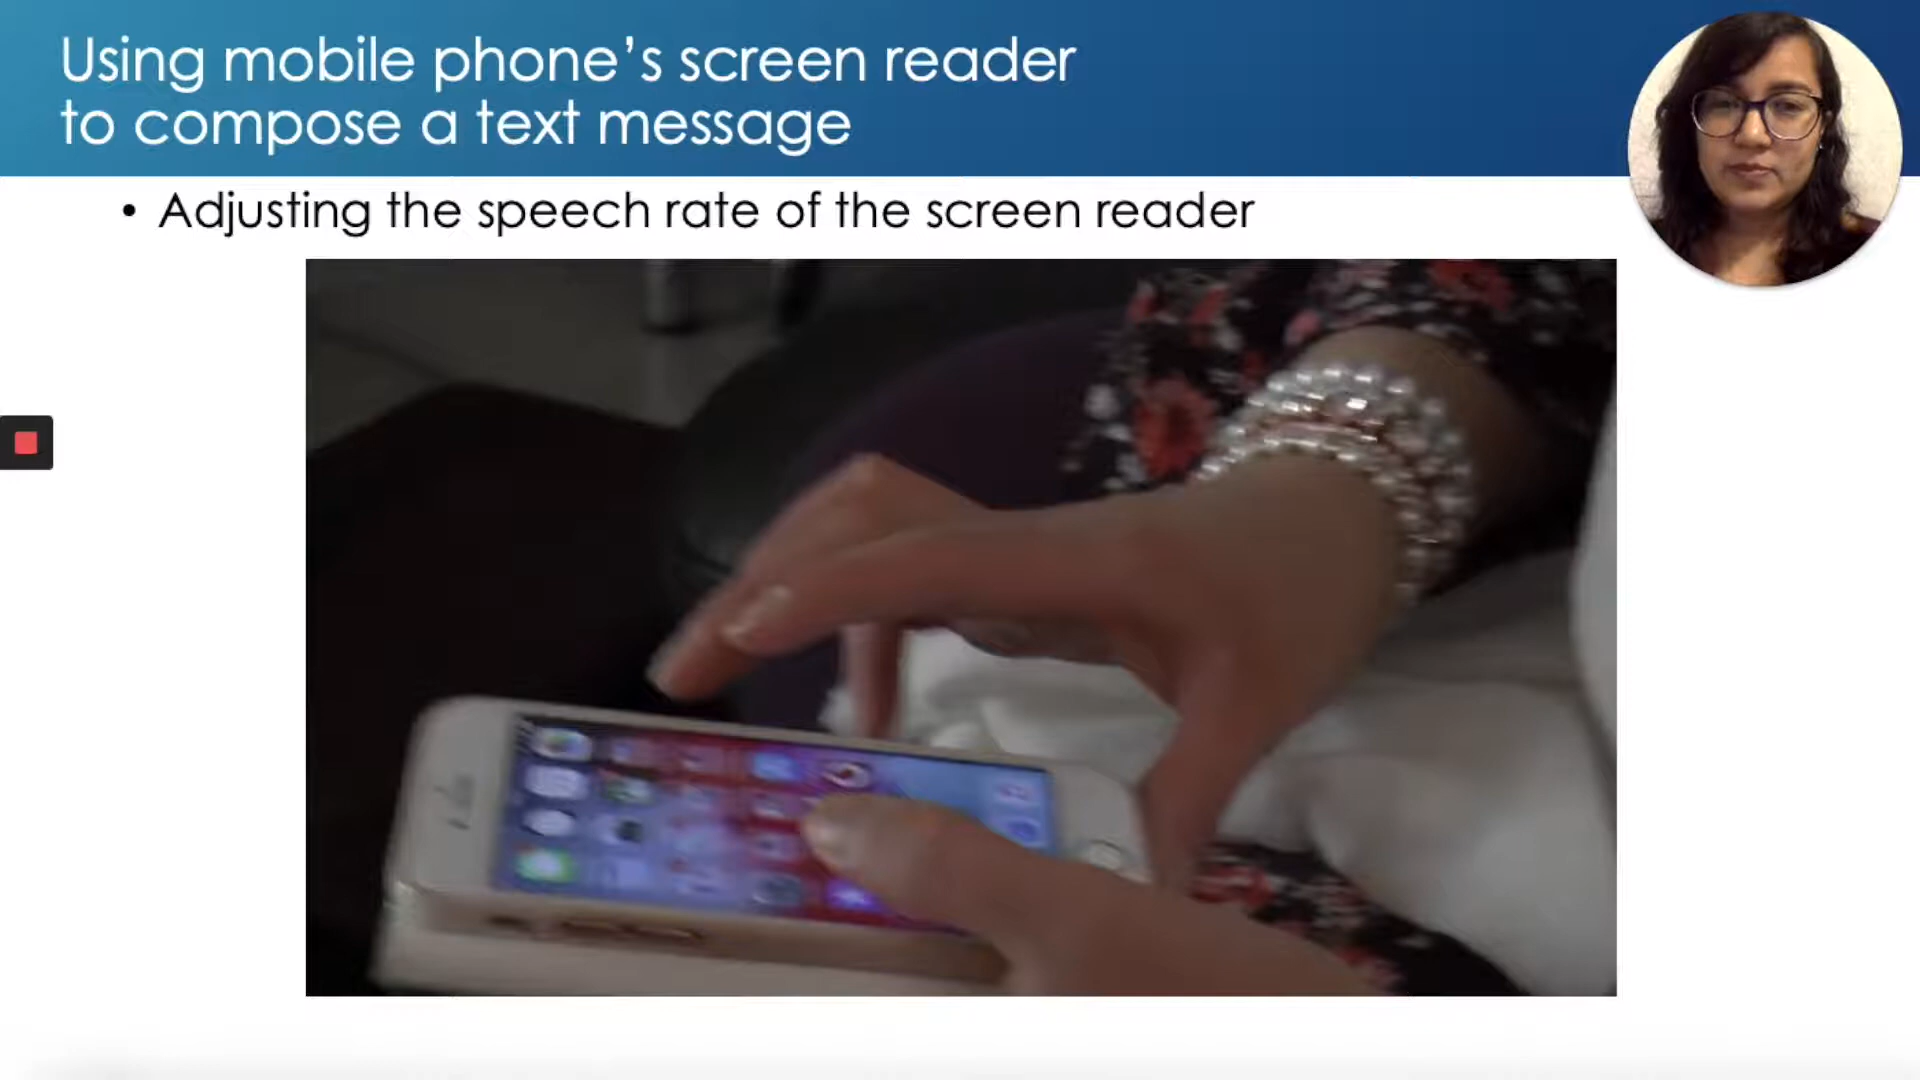 Using mobile phone’s screen reader
to compose a text message
• Adjusting the speech rate of the screen reader